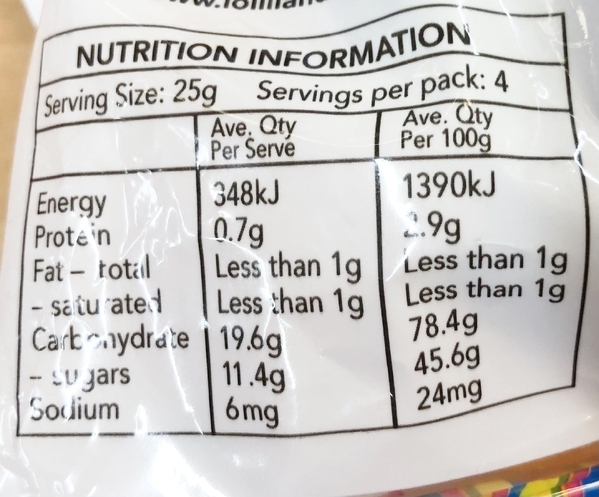 NUTRITION INFORMATION
Serving Size: 25g Servings per pack: 4
Ave. Qty Per Serve Ave. Qty Per 100g
Energy 348kJ 1390kJ
Protein 0.7g 2.9g
Fat – total Less than 1g Less than 1g
– saturated Less than 1g Less than 1g
Carbohydrate 19.6g 78.4g
– sugars 11.4g 45.6g
Sodium 6mg 24mg